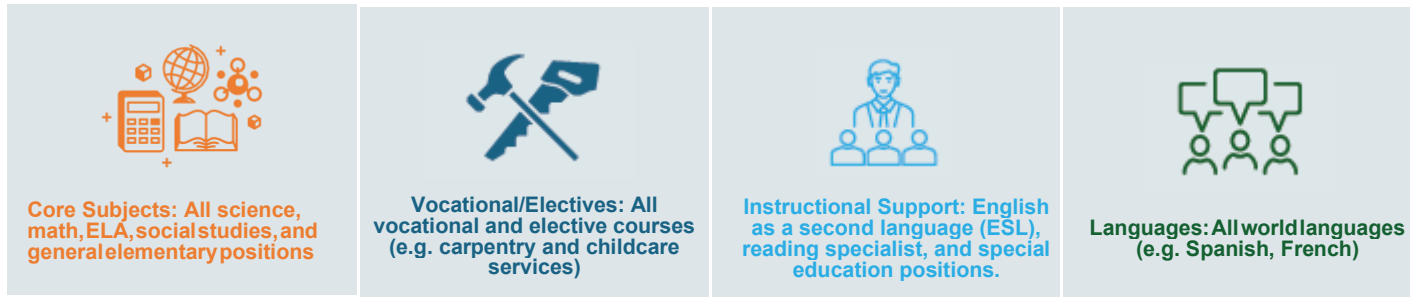 Core Subjects: All science,
math, ELA, social studies, and
general elementary positions
Vocational/Electives: All
vocational and elective courses
(e.g. carpentry and childcare
services)
Instructional Support: English
as a second language (ESL),
reading specialist, and special
education positions.
Languages: All world languages
(e.g. Spanish, French)